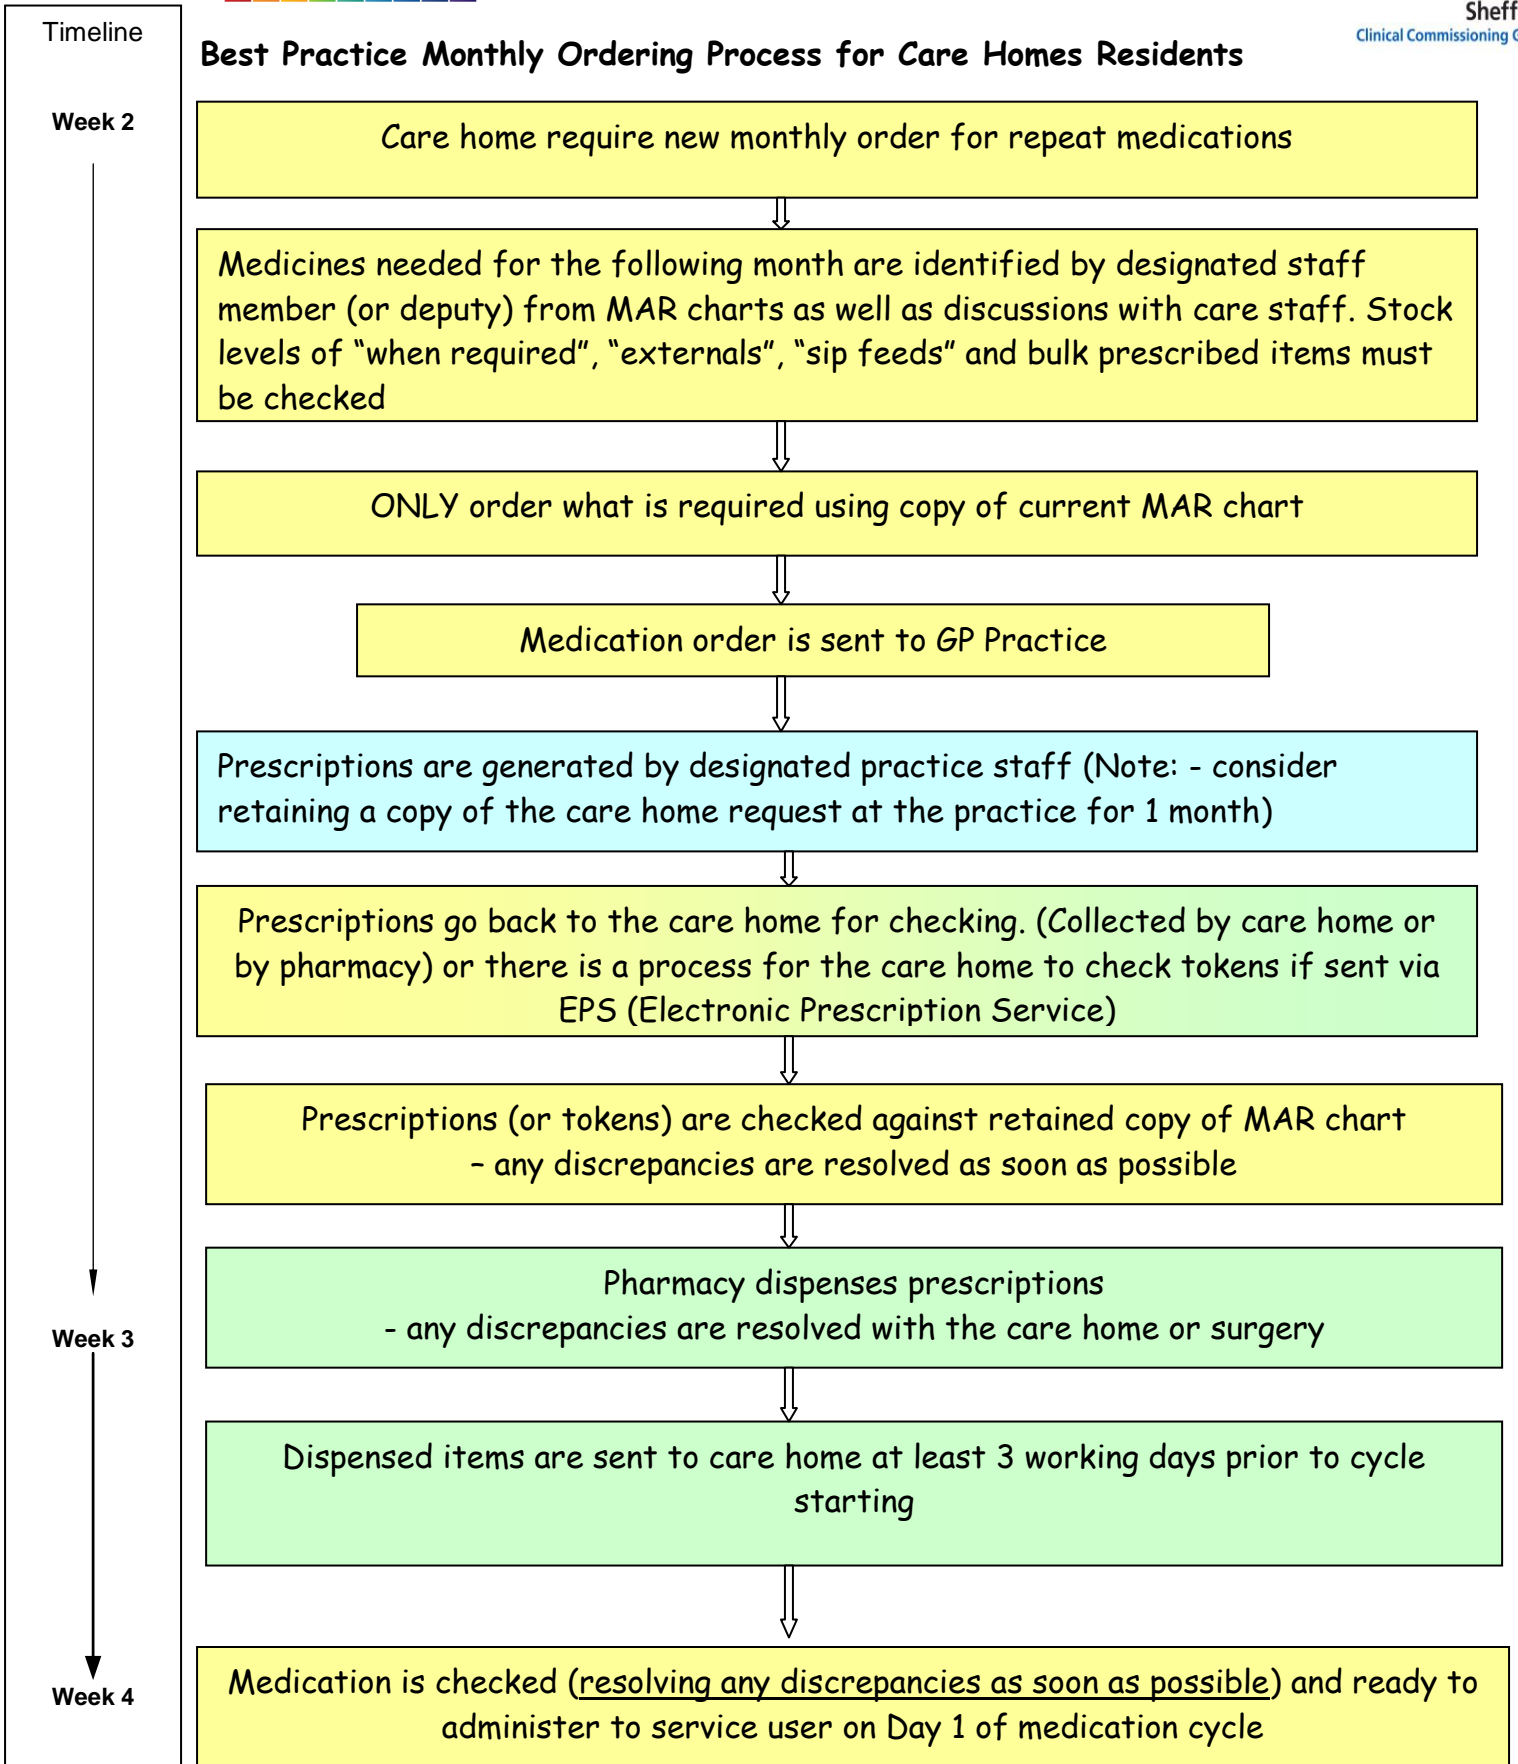 Timeline
Sheff
Clinical Commissioning G
Best Practice Monthly Ordering Process for Care Homes Residents
Week 2
Care home require new monthly order for repeat medications
Medicines needed for the following month are identified by designated staff
member (or deputy) from MAR charts as well as discussions with care staff. Stock
levels of “when required”, “externals”, “sip feeds” and bulk prescribed items must
be checked
ONLY order what is required using copy of current MAR chart
Medication order is sent to GP Practice
Prescriptions are generated by designated practice staff (Note: - consider
retaining a copy of the care home request at the practice for 1 month)
Prescriptions go back to the care home for checking. (Collected by care home or
by pharmacy) or there is a process for the care home to check tokens if sent via
EPS (Electronic Prescription Service)
Prescriptions (or tokens) are checked against retained copy of MAR chart
– any discrepancies are resolved as soon as possible
Pharmacy dispenses prescriptions
- any discrepancies are resolved with the care home or surgery
Week 3
Dispensed items are sent to care home at least 3 working days prior to cycle
starting
Week 4
Medication is checked (resolving any discrepancies as soon as possible) and ready to
administer to service user on Day 1 of medication cycle